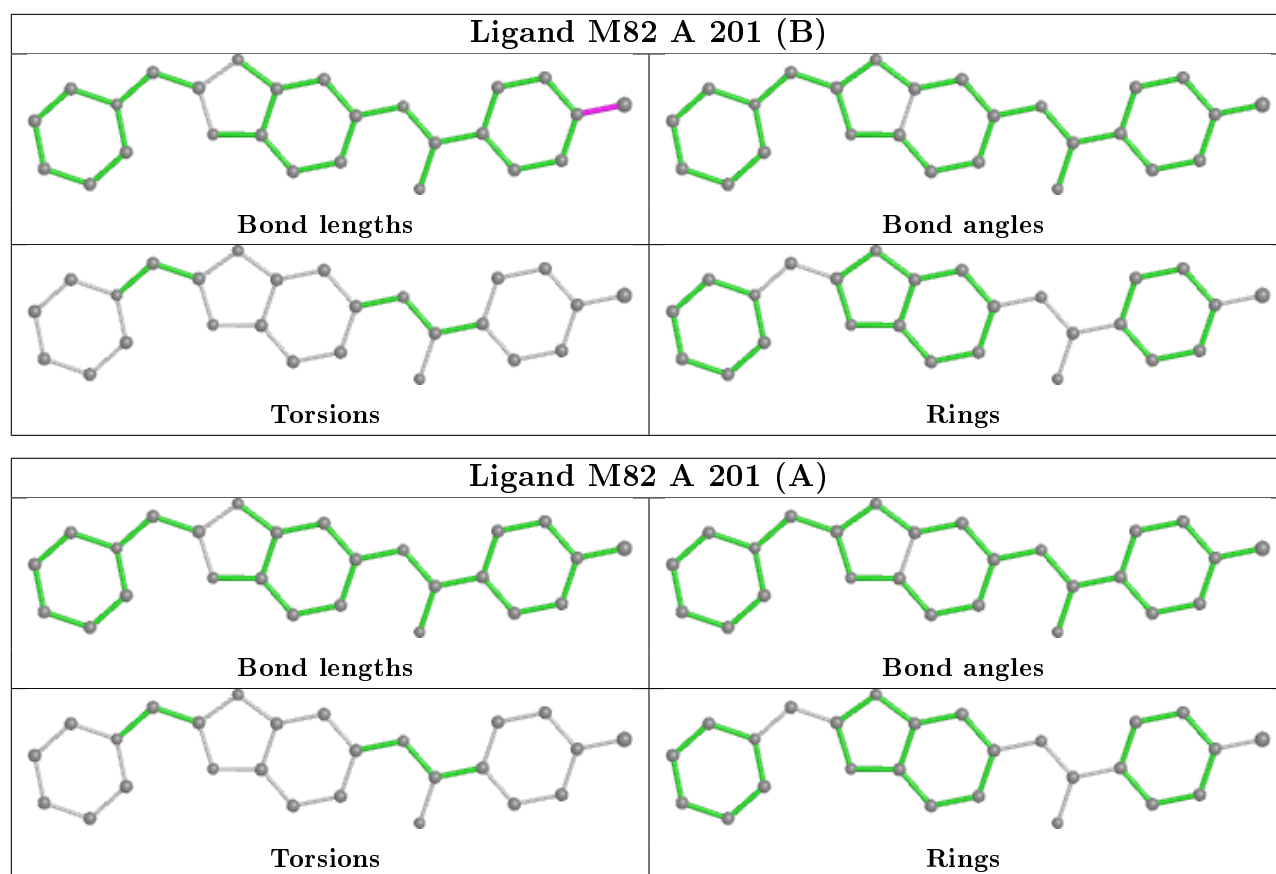 Ligand M82 A 201 (B)
Bond lengths
Bond angles
Torsions
Rings
Ligand M82 A 201 (A)
Bond lengths
Bond angles
Torsions
Rings